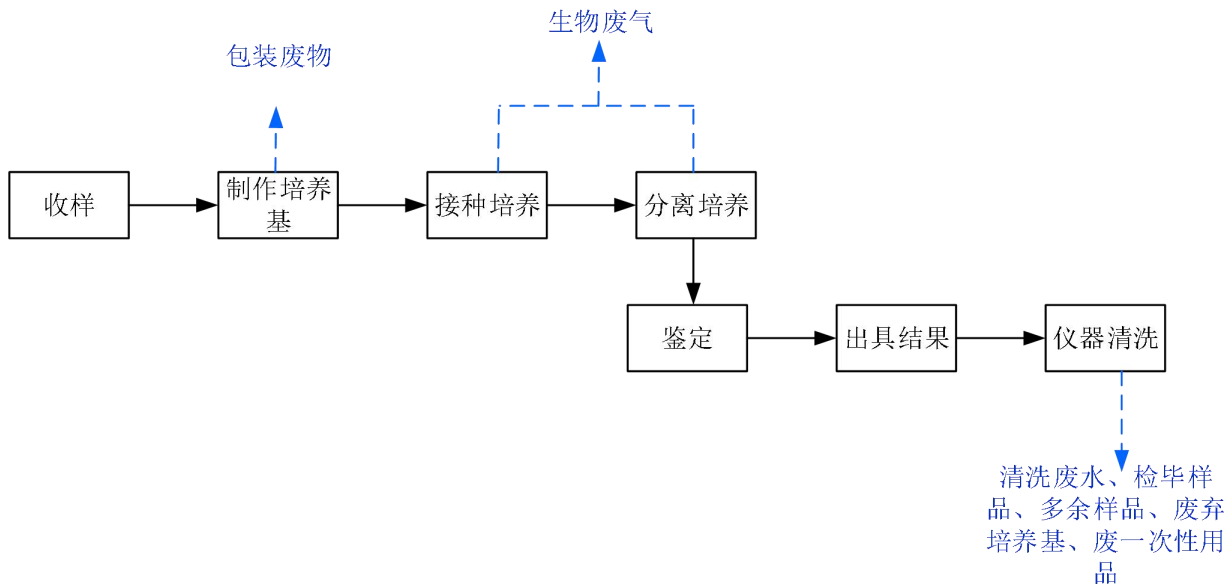 生物废气
包装废物
收样
制作培养
基
接种培养
分离培养
鉴定
出具结果
仪器清洗
清洗废水、检毕样
品、多余样品、废弃
培养基、废一次性用
品